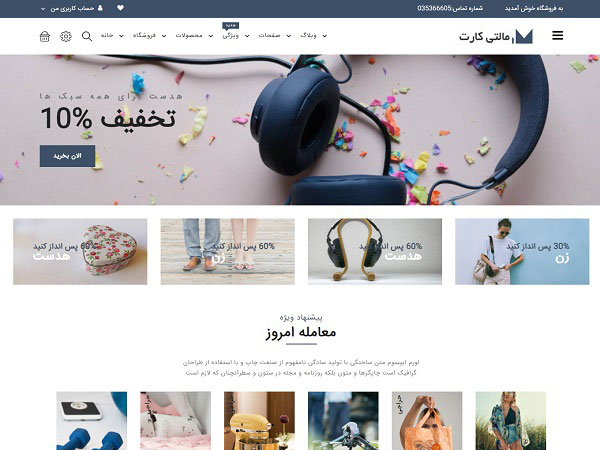 به فروشگاه خوش آمدید
شماره تماس: 035366605
حساب کاربری من
مالتی کارت
خانه
فروشگاه
محصولات
ویژگی
جدید
صفحات
وبلاگ
هدست برای همه سبک ها
10% تخفیف
الان بخرید
30% پس انداز کنید
زن
60% پس انداز کنید
هدست
60% پس انداز کنید
زن
60% پس انداز کنید
هدست
پیشنهاد ویژه
معامله امروز
لورم ایپسوم متن ساختگی با تولید سادگی نامفهوم از صنعت چاپ و با استفاده از طراحان
گرافیک است چاپگرها و متون بلکه روزنامه و مجله در ستون و سطرآنچنان که لازم است
حراجی
حراجی
حراجی